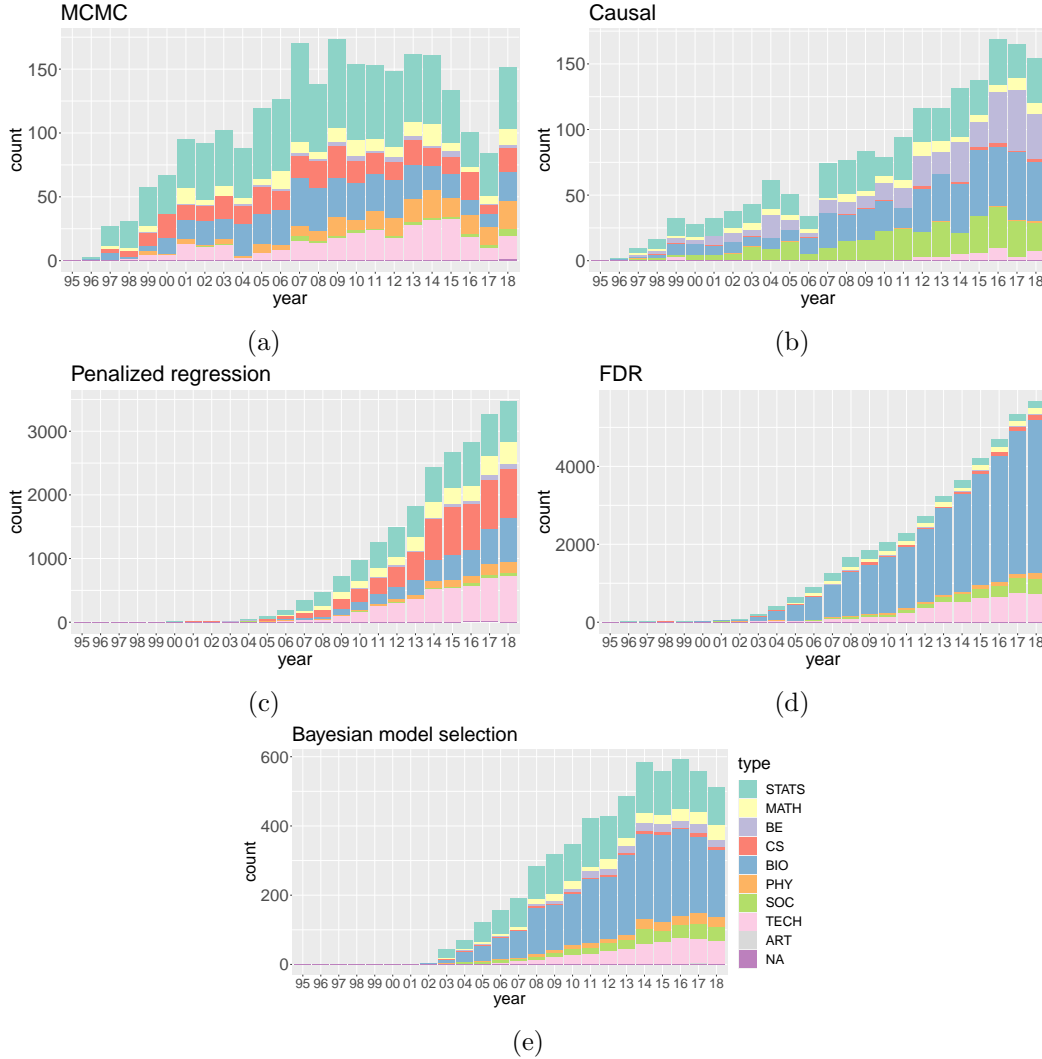 MCMC
150
100
50
0
count
95 96 97 98 99 00 01 02 03 04 05 06 07 08 09 10 11 12 13 14 15 16 17 18
year
(a)
Causal
150
100
50
0
count
95 96 97 98 99 00 01 02 03 04 05 06 07 08 09 10 11 12 13 14 15 16 17 18
year
(b)
Penalized regression
3000
2000
1000
0
count
95 96 97 98 99 00 01 02 03 04 05 06 07 08 09 10 11 12 13 14 15 16 17 18
year
(c)
FDR
4000
2000
0
count
95 96 97 98 99 00 01 02 03 04 05 06 07 08 09 10 11 12 13 14 15 16 17 18
year
(d)
Bayesian model selection
600
400
200
0
count
95 96 97 98 99 00 01 02 03 04 05 06 07 08 09 10 11 12 13 14 15 16 17 18
year
type
STATS
MATH
BE
CS
BIO
PHY
SOC
TECH
ART
NA
(e)